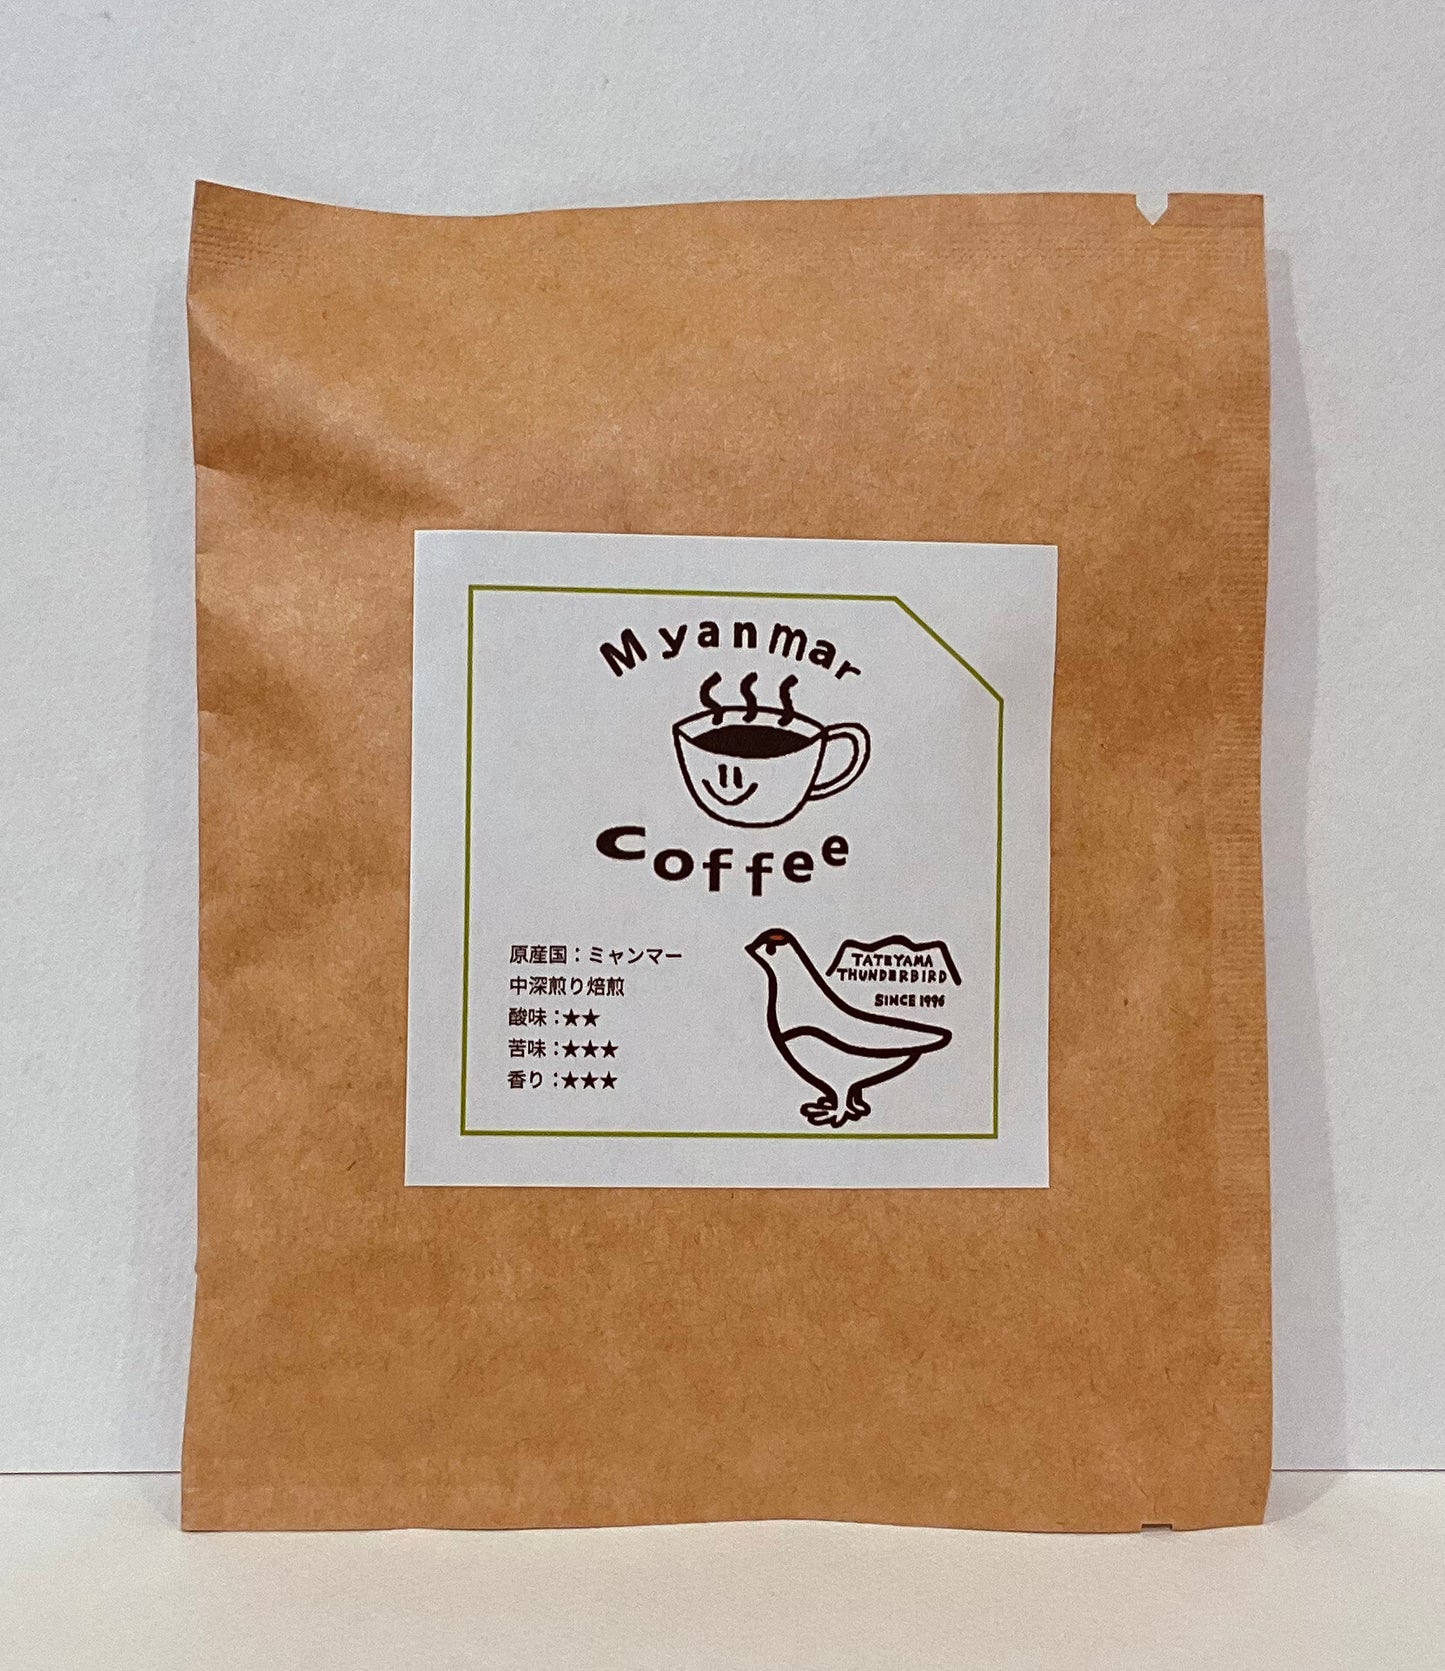 Myanmar
Coffee
原産国：ミャンマー
中深煎り焙煎
酸味：★★
苦味：★★★
香り：★★★
TATEYAMA
THUNDERBIRD
SINCE 1996